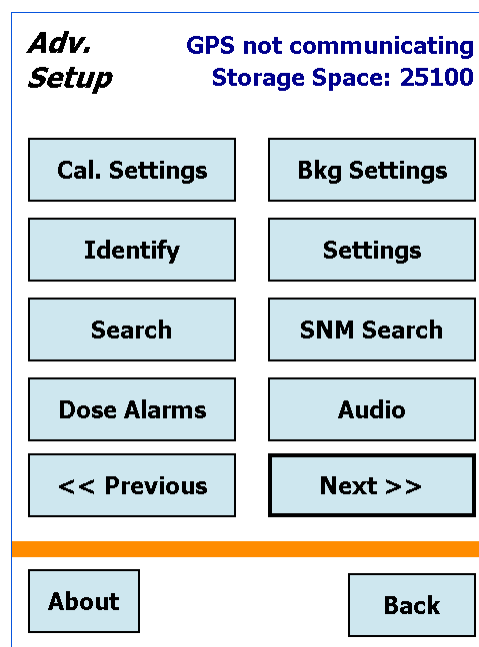 Adv.
Setup
GPS not communicating
Storage Space: 25100
Cal. Settings
Bkg Settings
Identify
Settings
Search
SNM Search
Dose Alarms
Audio
<< Previous
Next >>
About
Back